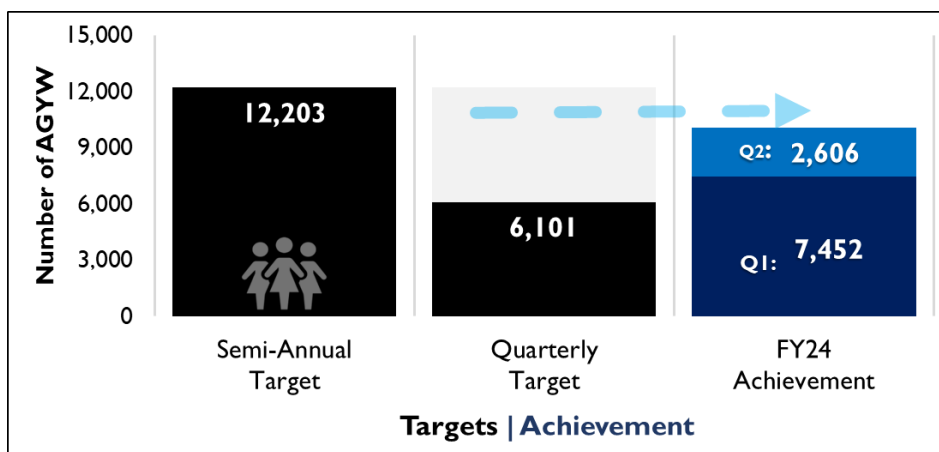 Number of AGYW
15,000
12,000
9,000
6,000
3,000
0
12,203
6,101
Q2: 2,606
Q1: 7,452
Semi-Annual
Target
Quarterly
Target
FY24
Achievement
Targets | Achievement